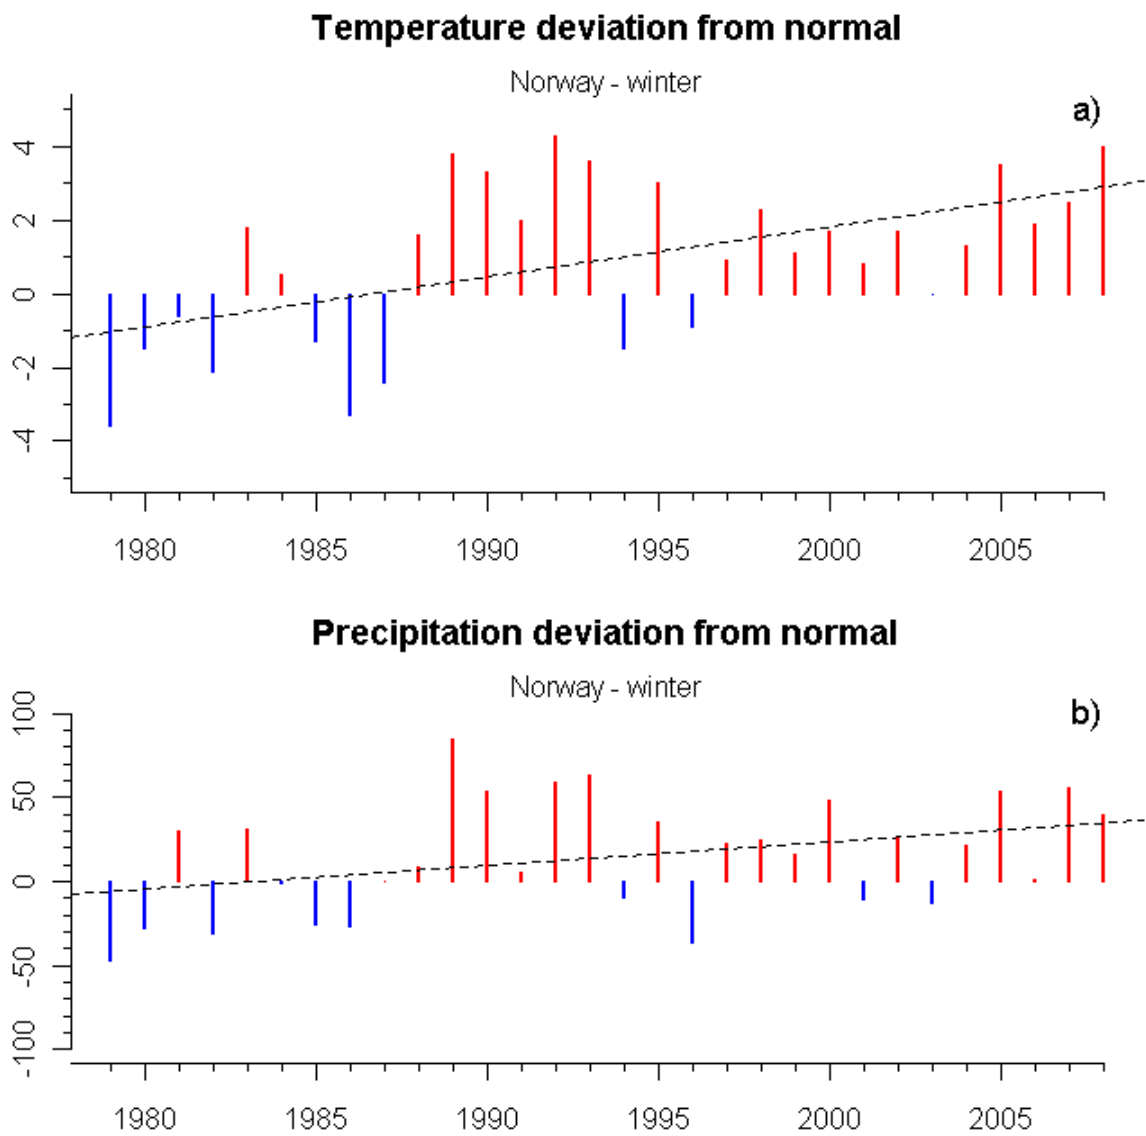 Temperature deviation from normal
Norway - winter
a)
4
2
0
-2
-4
1980 1985 1990 1995 2000 2005
Precipitation deviation from normal
Norway - winter
b)
100
50
0
-50
-100
1980 1985 1990 1995 2000 2005